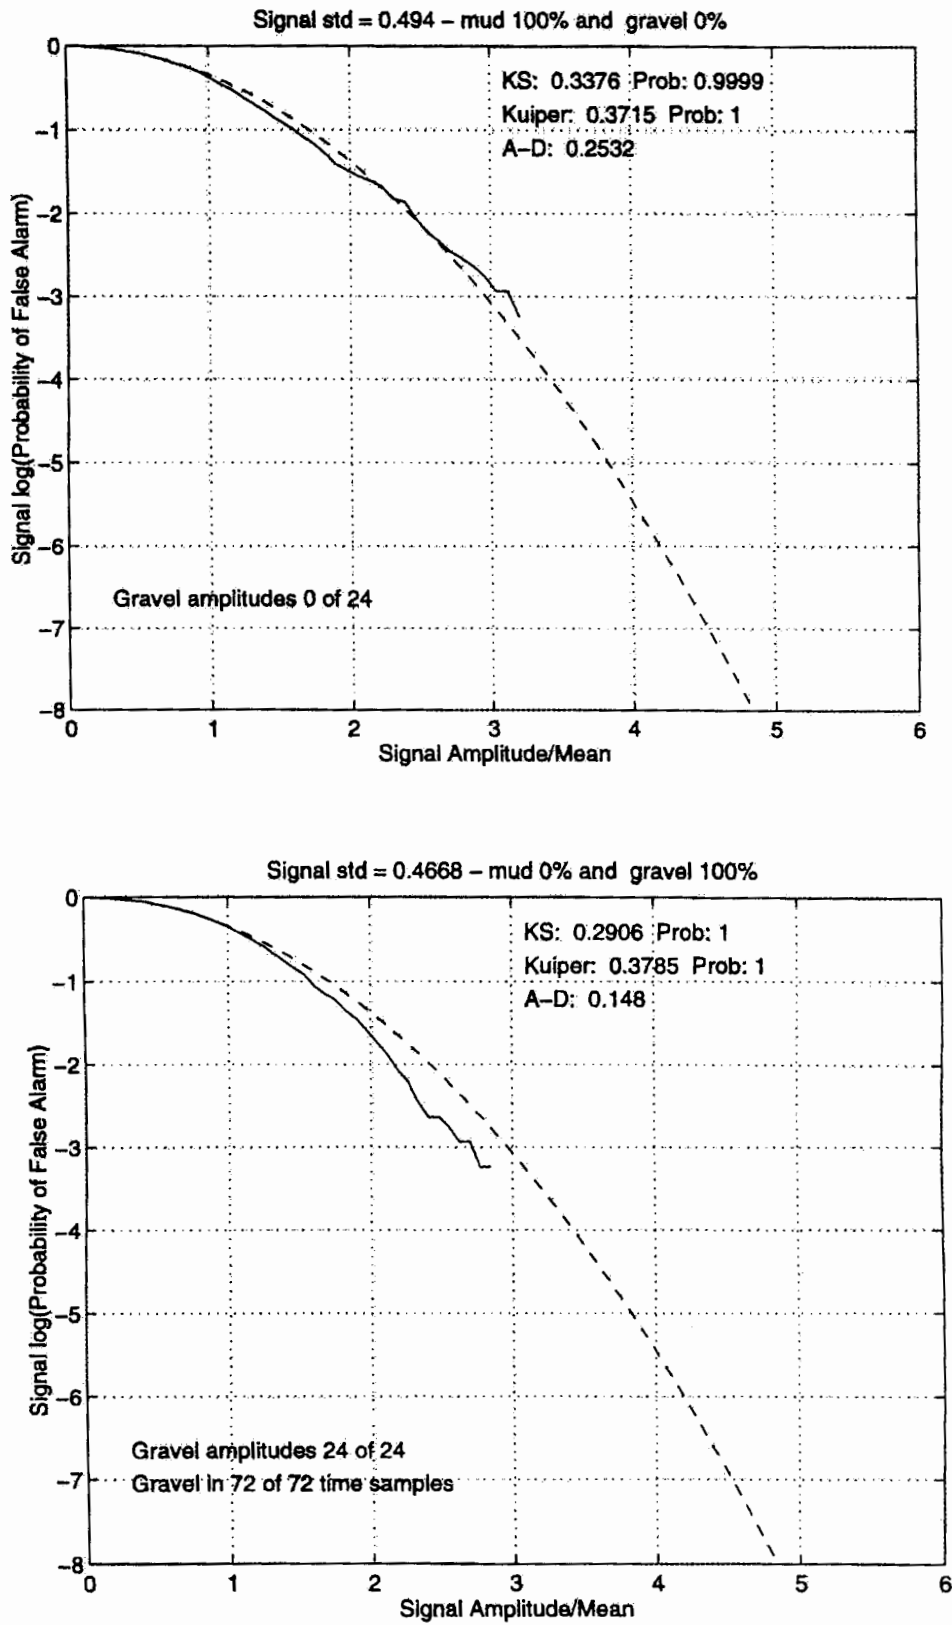 Signal std = 0.494 – mud 100% and gravel 0%
KS: 0.3376 Prob: 0.9999
Kuiper: 0.3715 Prob: 1
A–D: 0.2532
Gravel amplitudes 0 of 24
Signal log(Probability of False Alarm)
0
–1
–2
–3
–4
–5
–6
–7
–8
0 1 2 3 4 5 6
Signal Amplitude/Mean
Signal std = 0.4668 – mud 0% and gravel 100%
KS: 0.2906 Prob: 1
Kuiper: 0.3785 Prob: 1
A–D: 0.148
Gravel amplitudes 24 of 24
Gravel in 72 of 72 time samples
Signal log(Probability of False Alarm)
0
–1
–2
–3
–4
–5
–6
–7
–8
0 1 2 3 4 5 6
Signal Amplitude/Mean